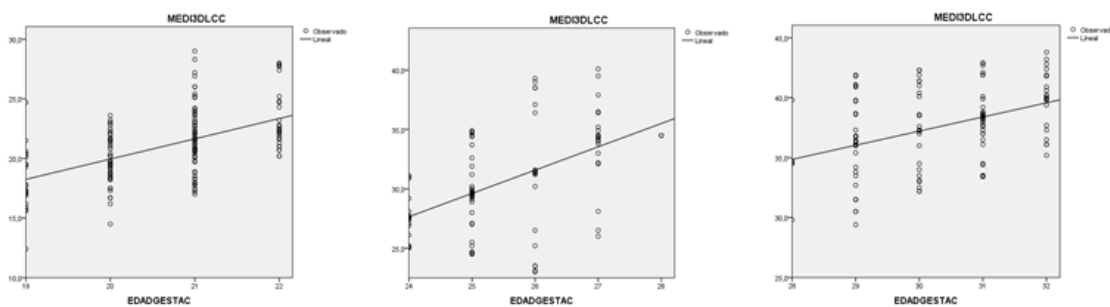 MEDI3DLCC
Observado
Lineal
30,0
25,0
20,0
15,0
10,0
19 20 21 22
EDADGESTAC
MEDI3DLCC
Observado
Lineal
40,0
35,0
30,0
25,0
24 25 26 27 28
EDADGESTAC
MEDI3DLCC
Observado
Lineal
45,0
40,0
35,0
30,0
25,0
28 29 30 31 32
EDADGESTAC